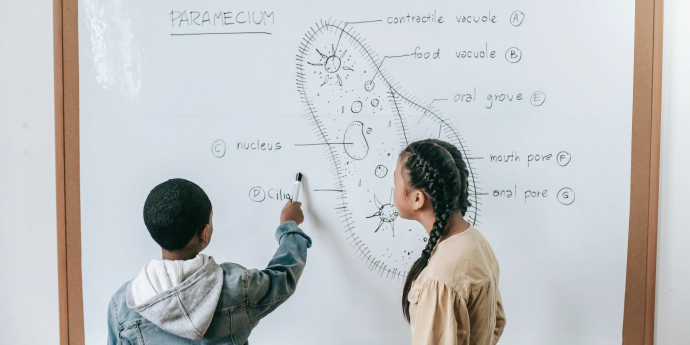 PARAMECIUM
contractile vacuole A
food vacuole B
oral grove E
C nucleus
mouth pore F
D Cilia
anal pore G